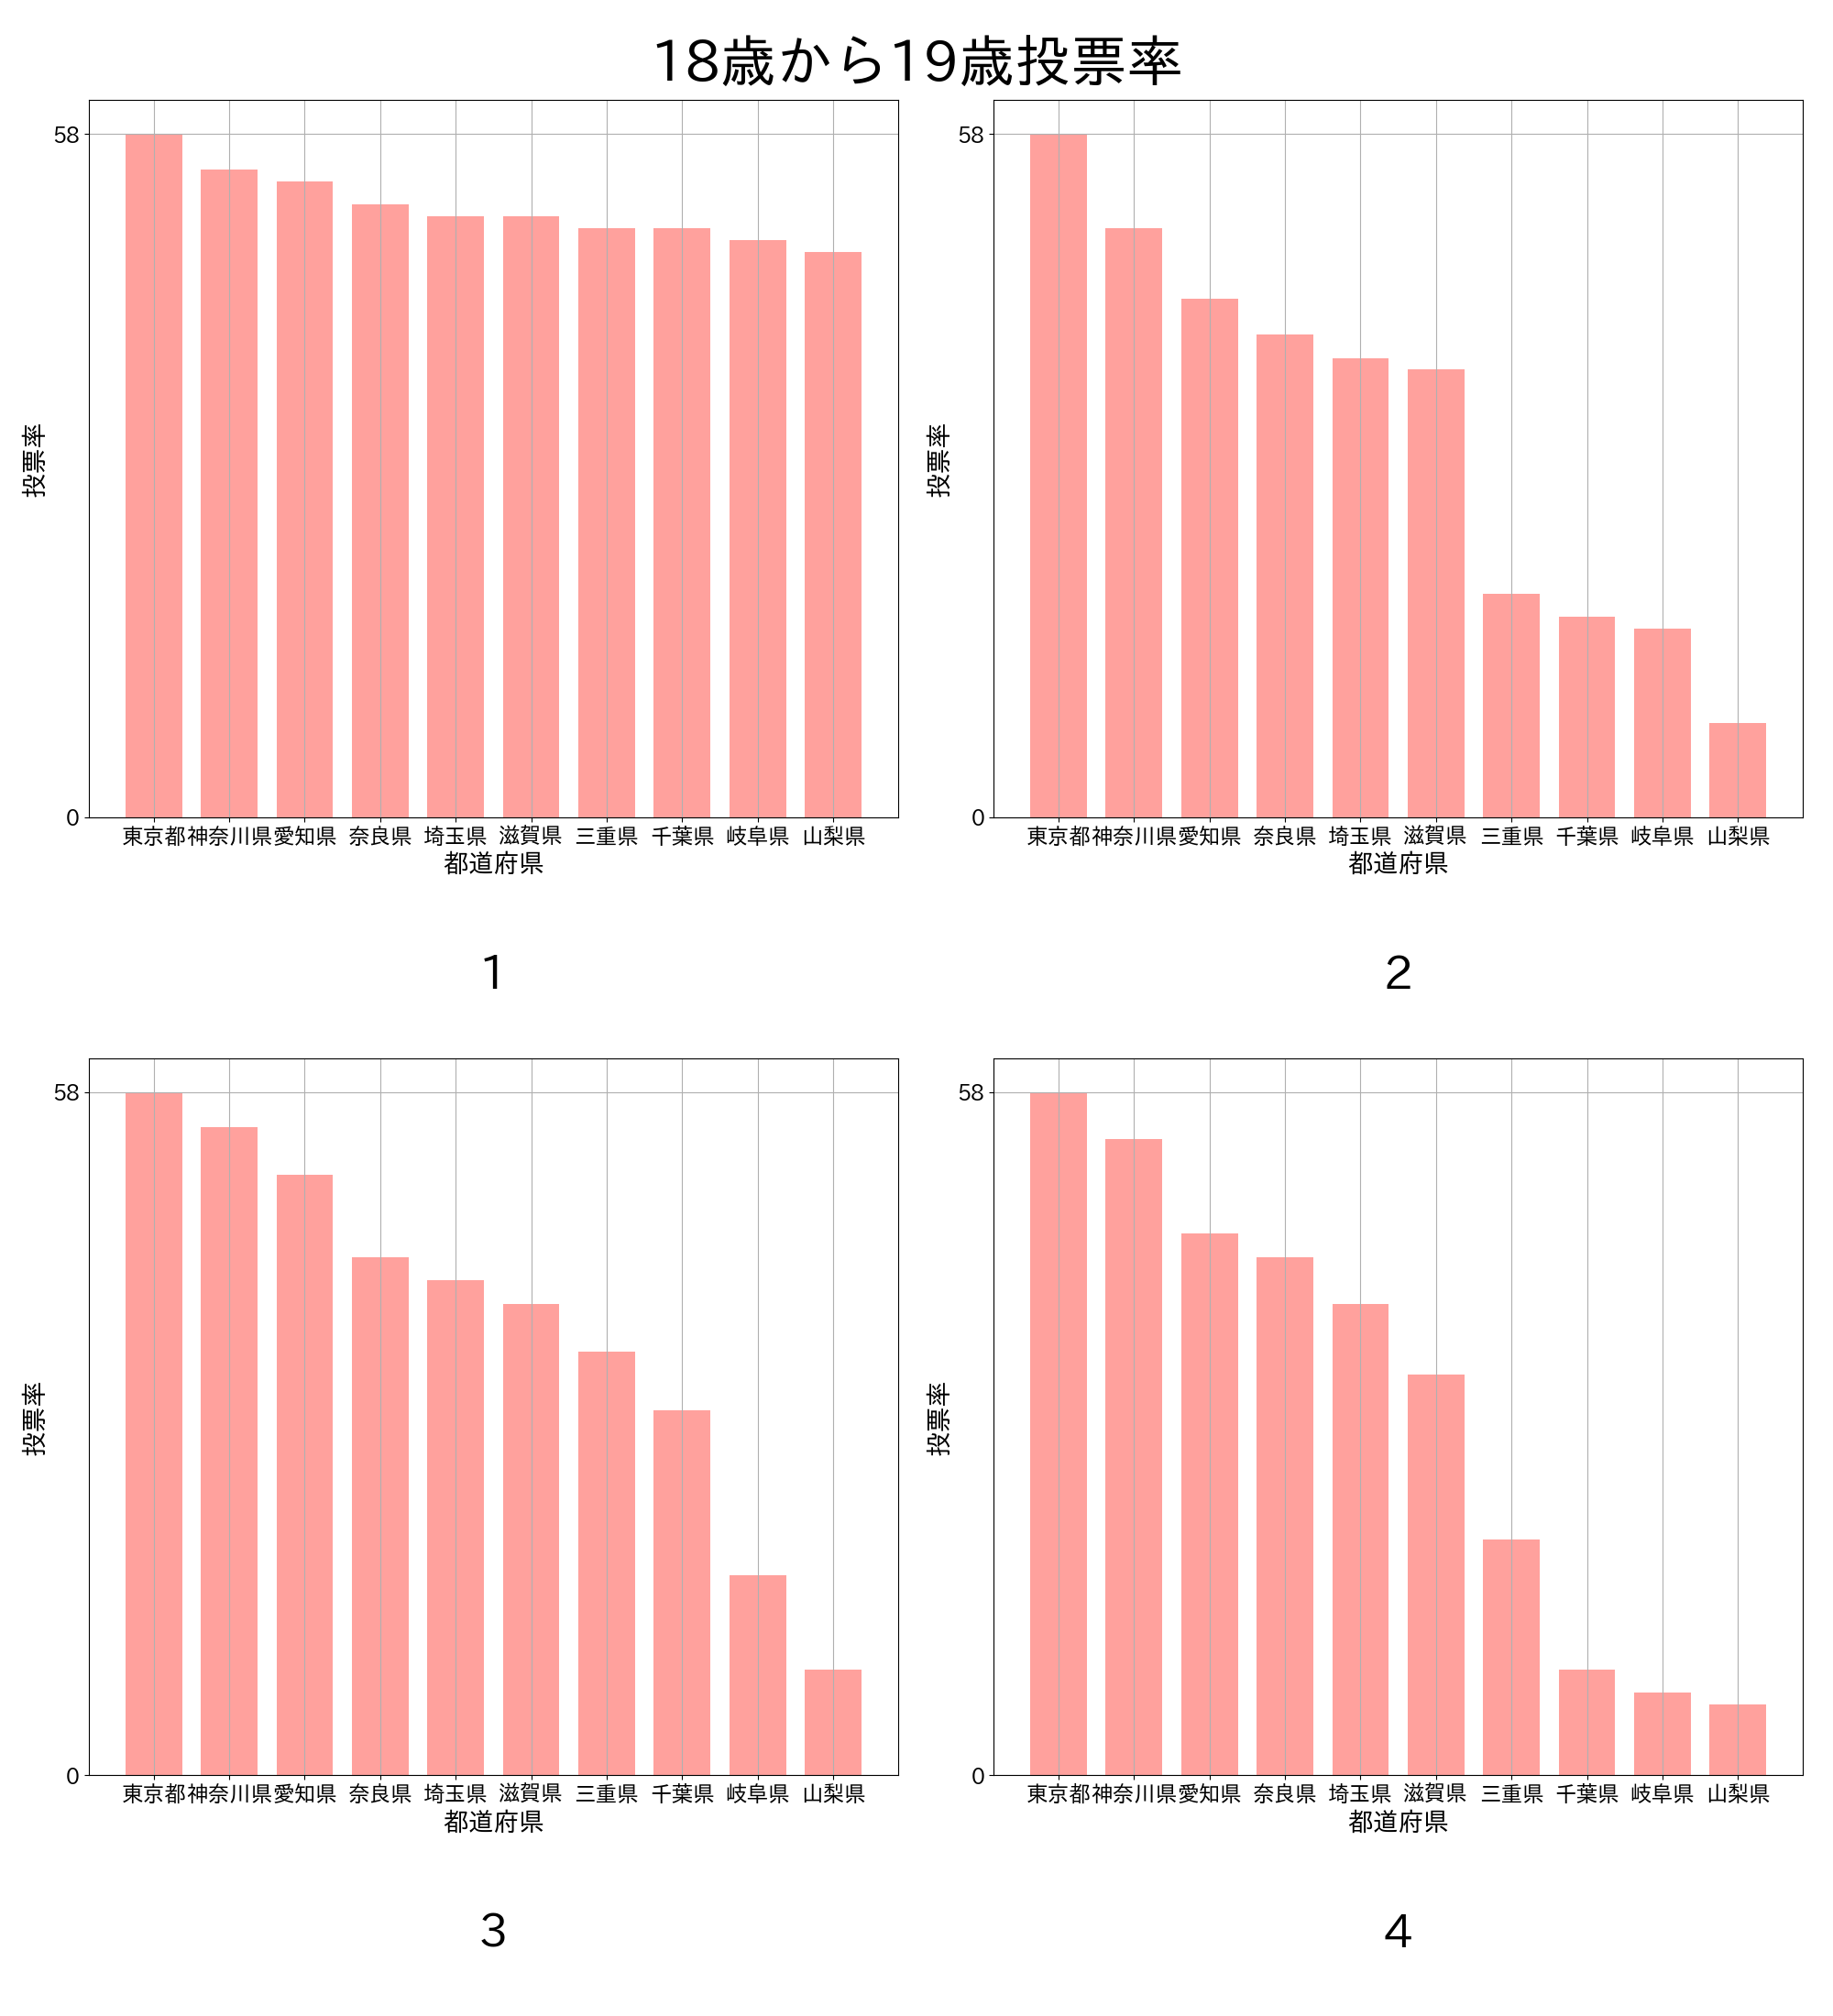 18歳から19歳投票率
58
0
投票率
東京都 神奈川県 愛知県 奈良県 埼玉県 滋賀県 三重県 千葉県 岐阜県 山梨県
都道府県
1
58
0
投票率
東京都 神奈川県 愛知県 奈良県 埼玉県 滋賀県 三重県 千葉県 岐阜県 山梨県
都道府県
2
58
0
投票率
東京都 神奈川県 愛知県 奈良県 埼玉県 滋賀県 三重県 千葉県 岐阜県 山梨県
都道府県
3
58
0
投票率
東京都 神奈川県 愛知県 奈良県 埼玉県 滋賀県 三重県 千葉県 岐阜県 山梨県
都道府県
4